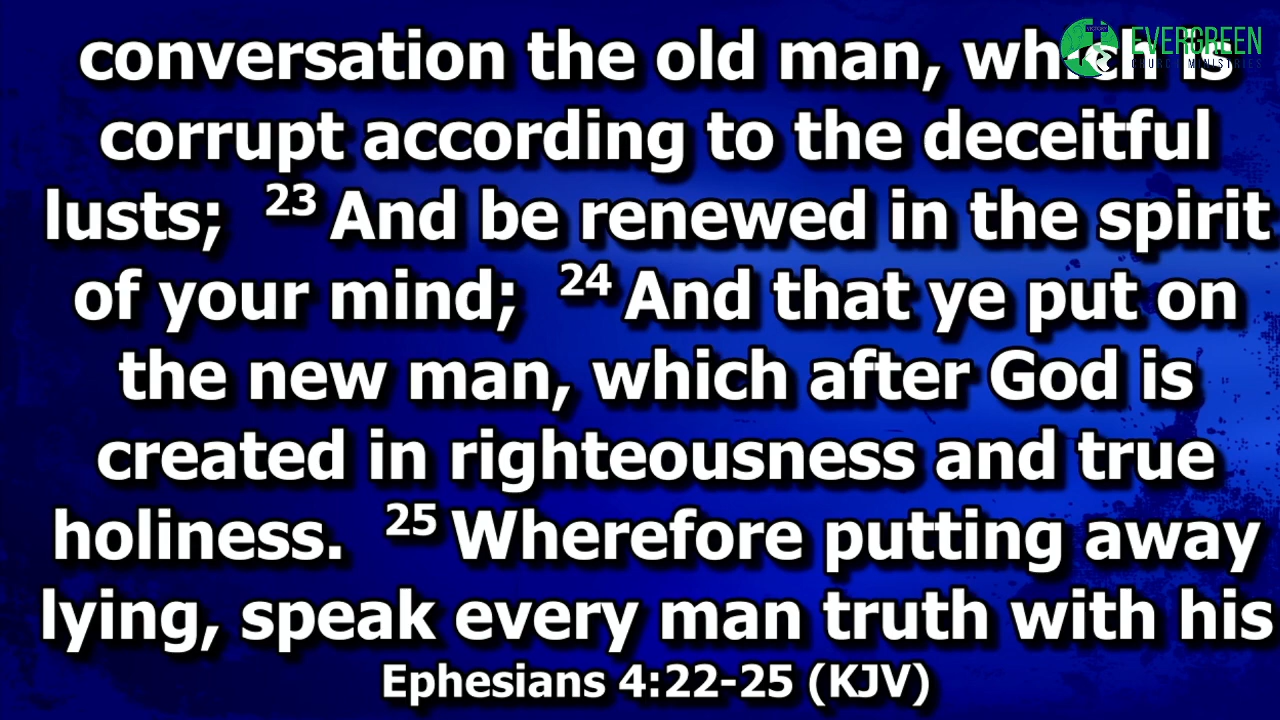 conversation the old man, which is
corrupt according to the deceitful
lusts; 23 And be renewed in the spirit
of your mind; 24 And that ye put on
the new man, which after God is
created in righteousness and true
holiness. 25 Wherefore putting away
lying, speak every man truth with his
Ephesians 4:22-25 (KJV)
EVERGREEN
CHURCH MINISTRIES